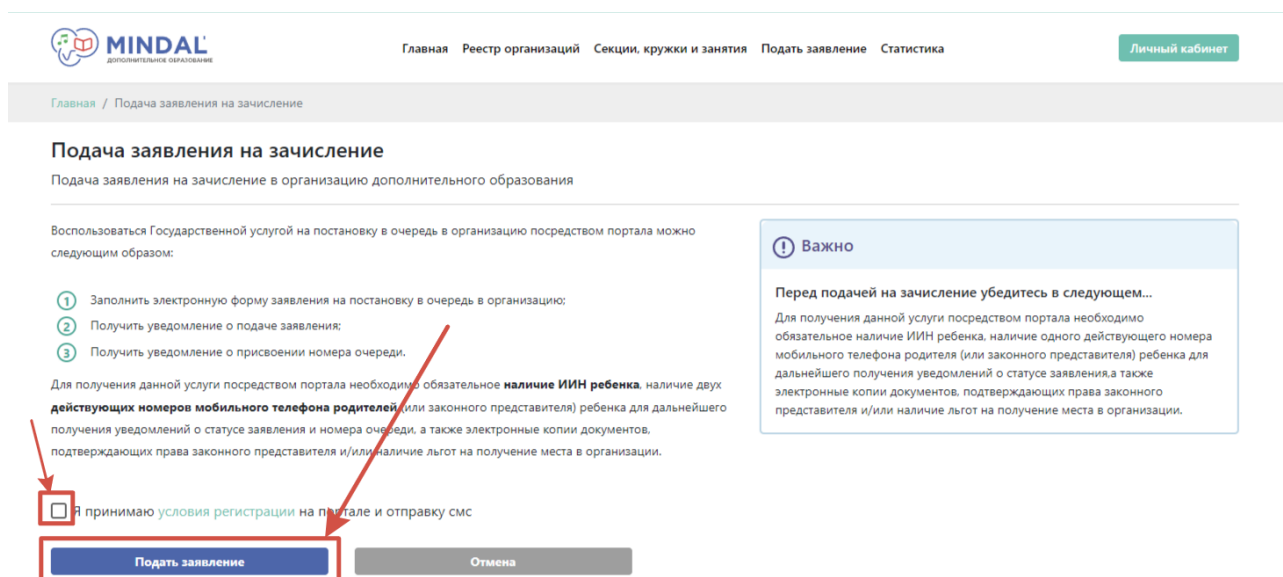 MINDAL
ДОПОЛНИТЕЛЬНОЕ ОБРАЗОВАНИЕ
Главная Реестр организаций Секции, кружки и занятия Подать заявление Статистика
Личный кабинет
Главная / Подача заявления на зачисление
Подача заявления на зачисление
Подача заявления на зачисление в организацию дополнительного образования
Воспользоваться Государственной услугой на постановку в очередь в организацию посредством портала можно
следующим образом:
1 Заполнить электронную форму заявления на постановку в очередь в организацию;
2 Получить уведомление о подаче заявления;
3 Получить уведомление о присвоении номера очереди.
Для получения данной услуги посредством портала необходимо обязательное наличие ИИН ребенка, наличие двух
действующих номеров мобильного телефона родителей (или законного представителя) ребенка для дальнейшего
получения уведомлений о статусе заявления и номера очереди, а также электронные копии документов,
подтверждающих права законного представителя и/или наличие льгот на получение места в организации.
Я принимаю условия регистрации на портале и отправку смс
Подать заявление
Отмена
Важно
Перед подачей на зачисление убедитесь в следующем...
Для получения данной услуги посредством портала необходимо
обязательное наличие ИИН ребенка, наличие одного действующего номера
мобильного телефона родителя (или законного представителя) ребенка для
дальнейшего получения уведомлений о статусе заявления,а также
электронные копии документов, подтверждающих права законного
представителя и/или наличие льгот на получение места в организации.